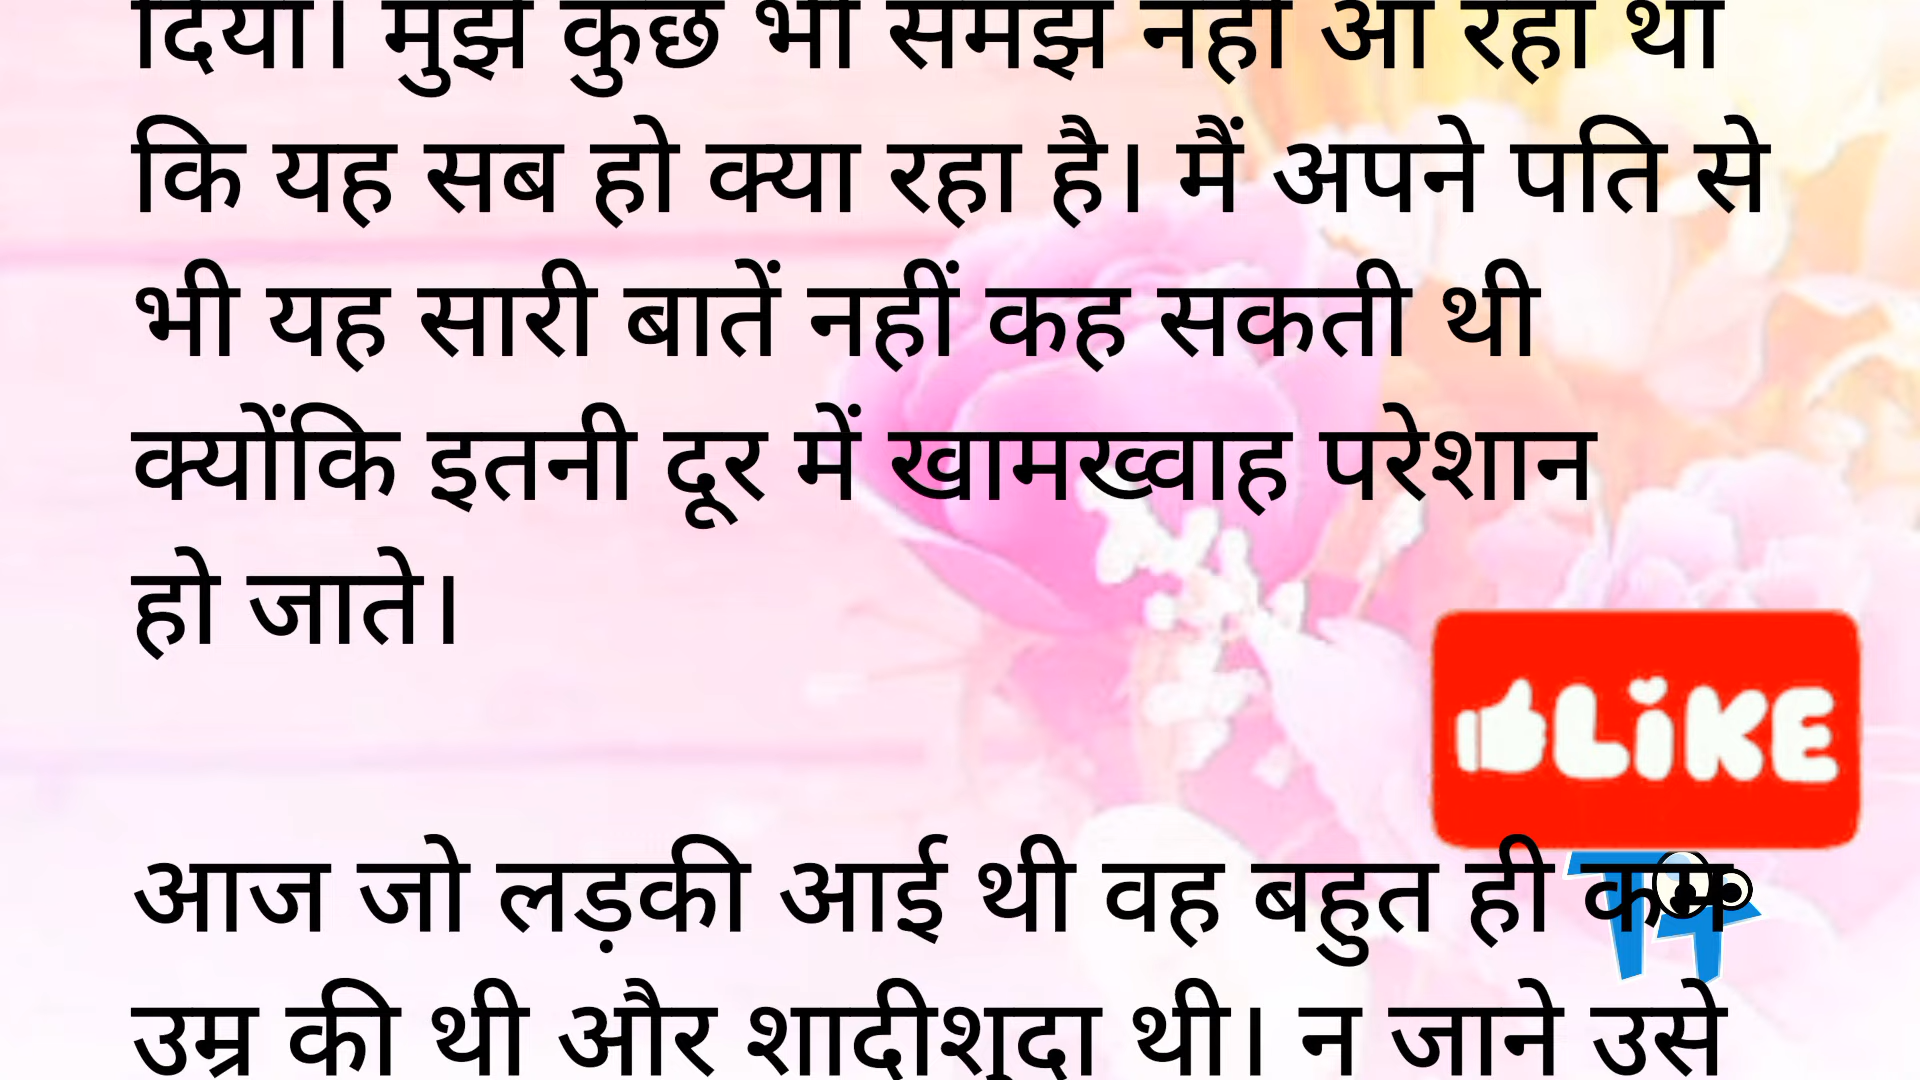 दिया। मुझे कुछ भी समझ नहीं आ रहा था
कि यह सब हो क्या रहा है। मैं अपने पति से
भी यह सारी बातें नहीं कह सकती थी
क्योंकि इतनी दूर में खामख्वाह परेशान
हो जाते।
LiKE
आज जो लड़की आई थी वह बहुत ही कम
उम्र की थी और शादीशुदा थी। न जाने उसे